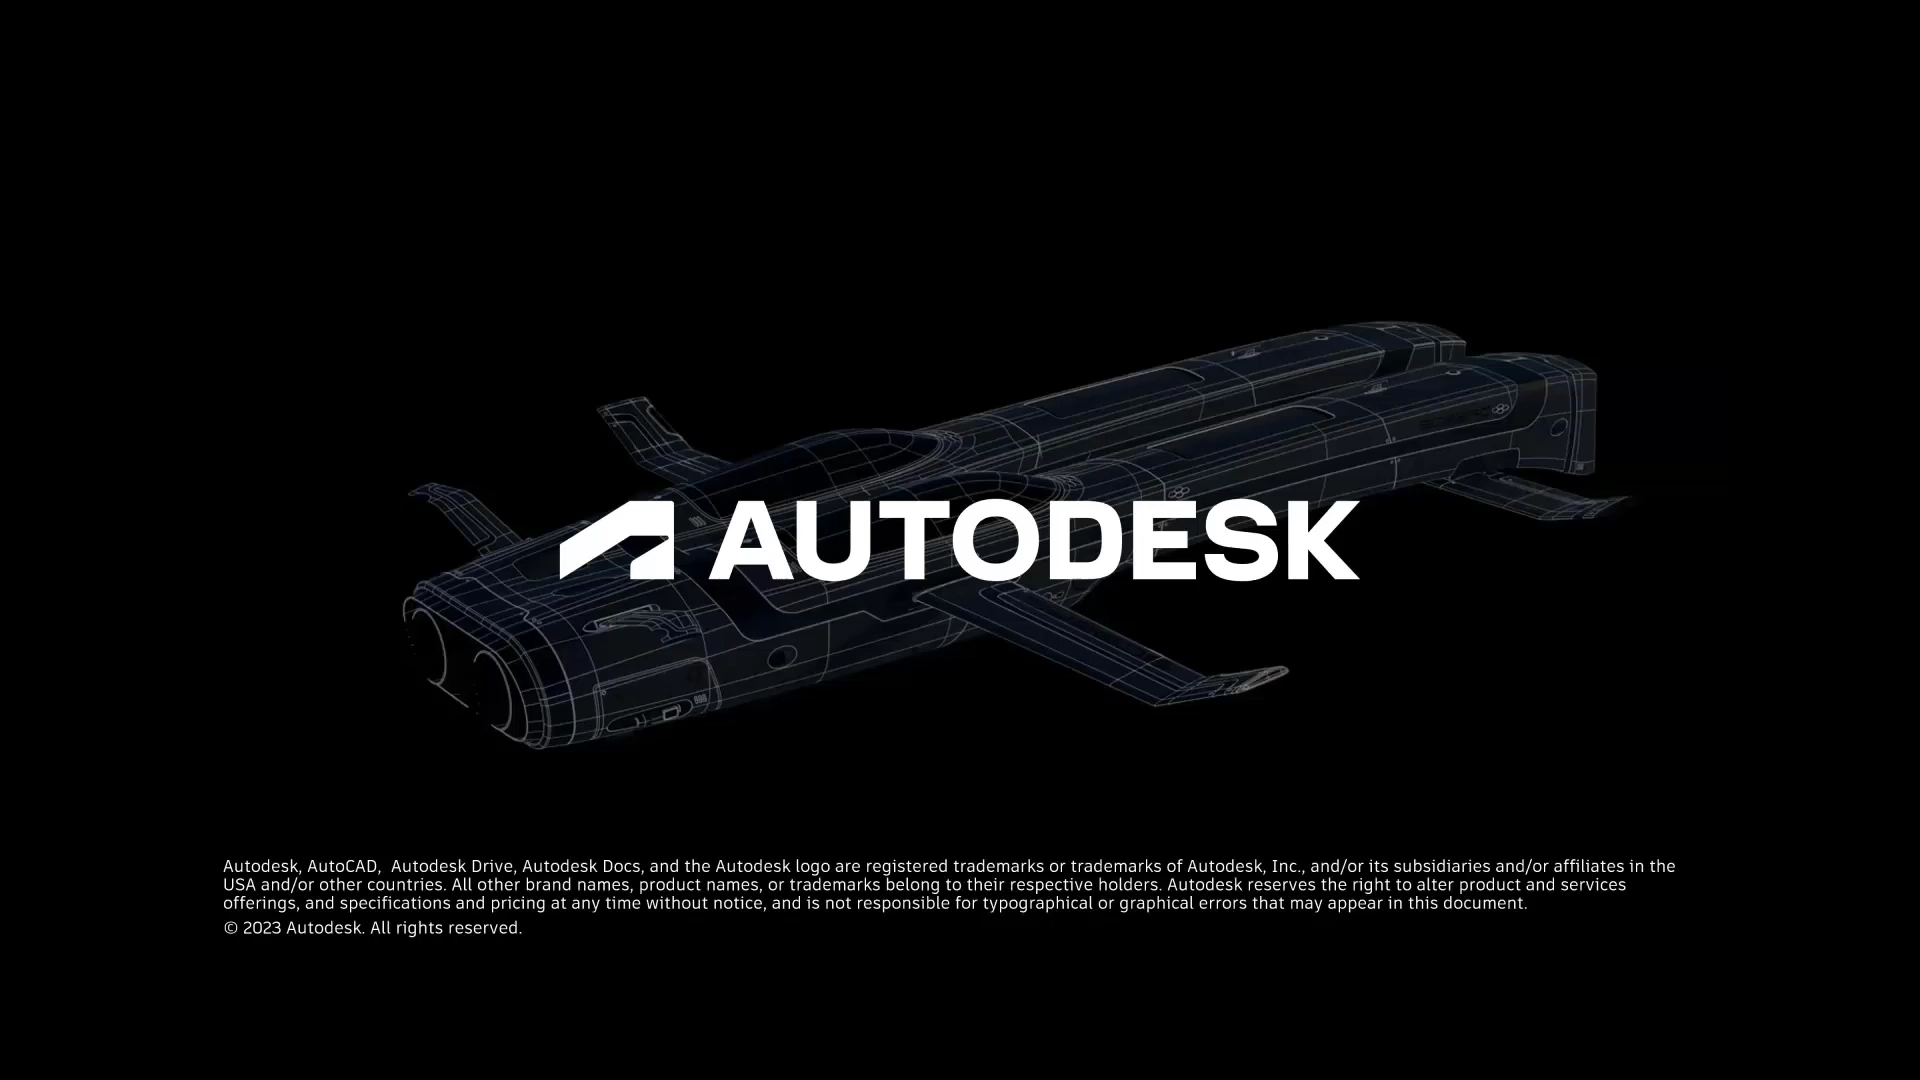 AUTODESK
Autodesk, AutoCAD,  Autodesk Drive, Autodesk Docs, and the Autodesk logo are registered trademarks or trademarks of Autodesk, Inc., and/or its subsidiaries and/or affiliates in the
USA and/or other countries. All other brand names, product names, or trademarks belong to their respective holders. Autodesk reserves the right to alter product and services
offerings, and specifications and pricing at any time without notice, and is not responsible for typographical or graphical errors that may appear in this document.
© 2023 Autodesk. All rights reserved.